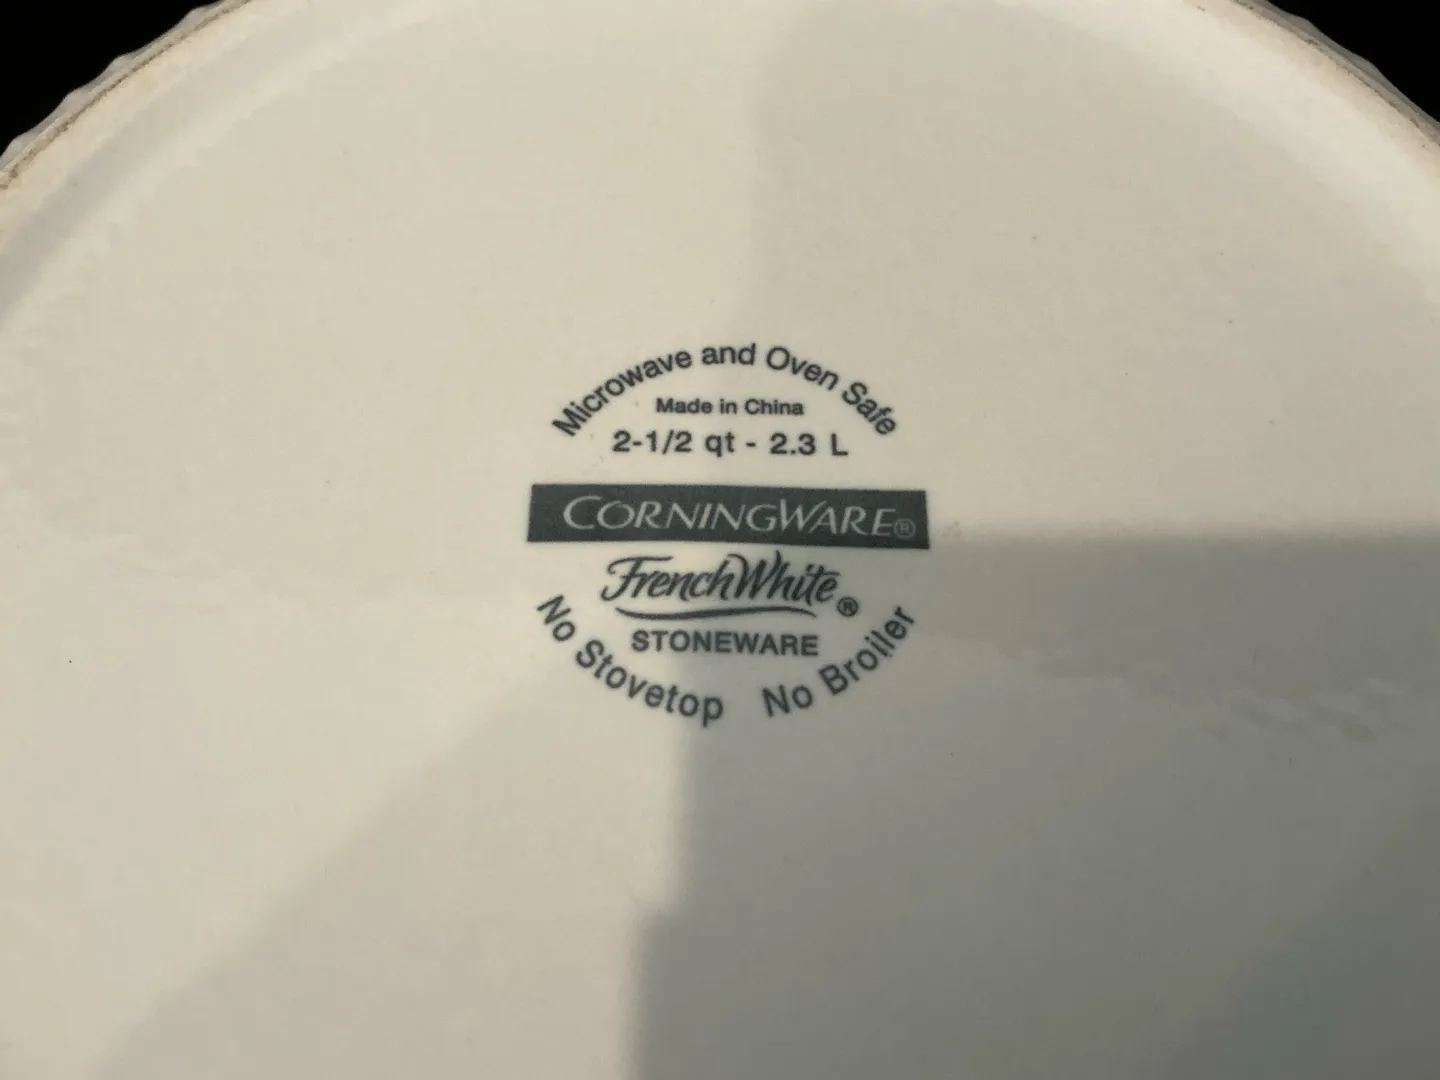 Microwave and Oven Safe
Made in China
2-1/2 qt - 2.3 L
CORNINGWARE®
FrenchWhite®
STONEWARE
No Stovetop No Broiler